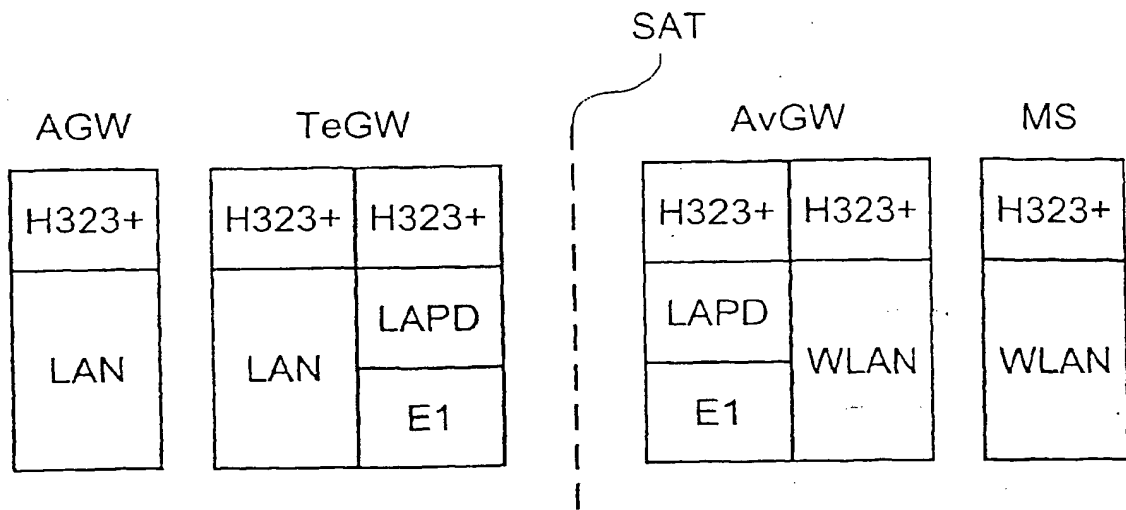 SAT
AGW TeGW AvGW MS
H323+ H323+ H323+ H323+ H323+ H323+
LAPD LAPD
LAN LAN WLAN WLAN
E1 E1